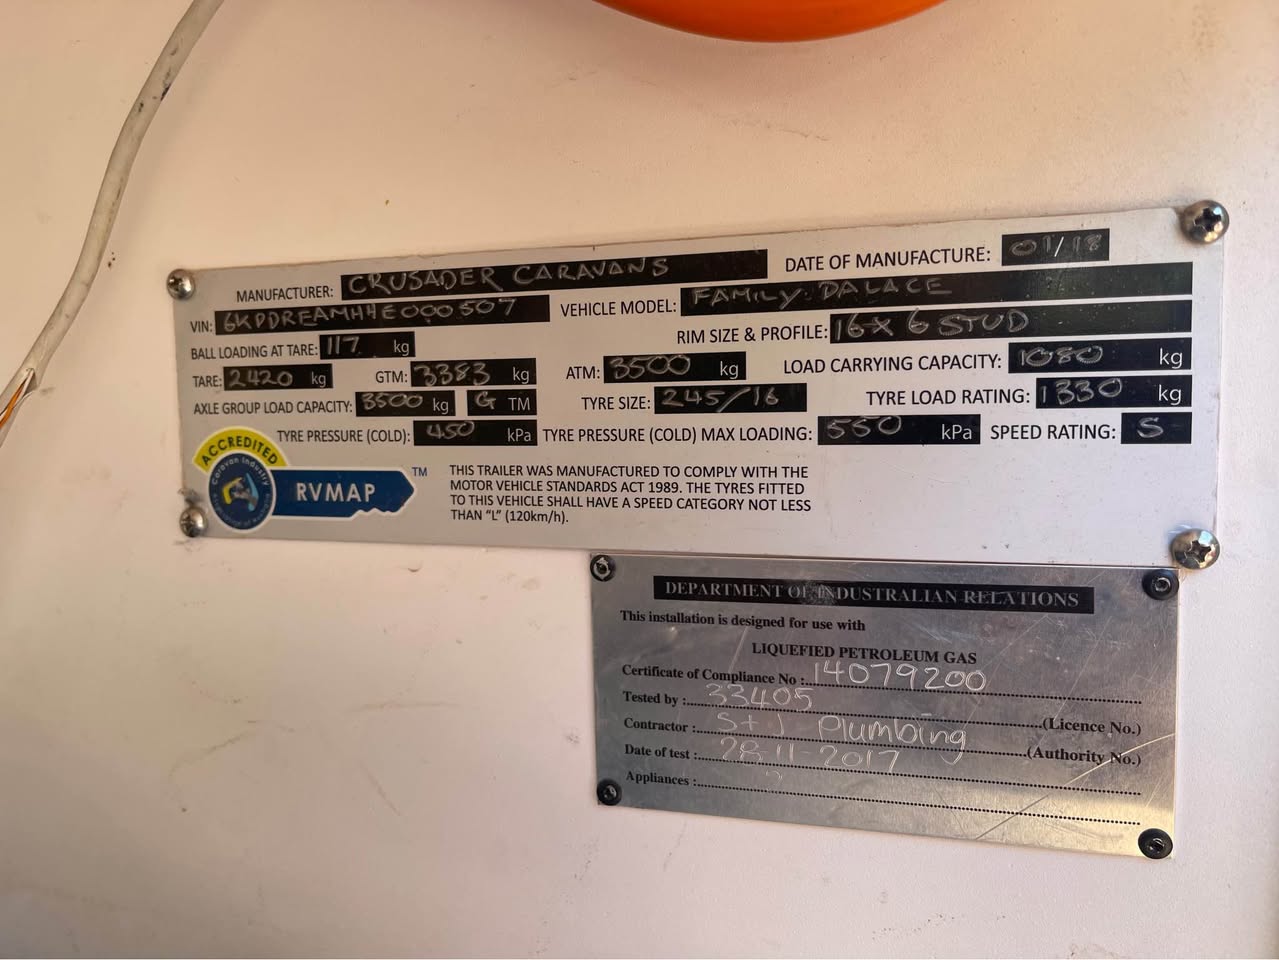 MANUFACTURER: CRUSADER CARAVANS DATE OF MANUFACTURE: 01/18
VIN: 6KPDREAMHHE000507 VEHICLE MODEL: FAMILY PALACE
BALL LOADING AT TARE: 117 kg RIM SIZE & PROFILE: 16X6 STUD
TARE: 2420 kg GTM: 3383 kg ATM: 3500 kg LOAD CARRYING CAPACITY: 1080 kg
AXLE GROUP LOAD CAPACITY: 3500 kg G TM TYRE SIZE: 245/16 TYRE LOAD RATING: 1330 kg
TYRE PRESSURE (COLD): 450 kPa TYRE PRESSURE (COLD) MAX LOADING: 550 kPa SPEED RATING: S
ACCREDITED
Caravan Industry
RVMAP ™
THIS TRAILER WAS MANUFACTURED TO COMPLY WITH THE
MOTOR VEHICLE STANDARDS ACT 1989. THE TYRES FITTED
TO THIS VEHICLE SHALL HAVE A SPEED CATEGORY NOT LESS
THAN "L" (120km/h).
DEPARTMENT OF INDUSTRALIAN RELATIONS
This installation is designed for use with
LIQUEFIED PETROLEUM GAS
Certificate of Compliance No : 14079200
Tested by : 33405 (Licence No.)
Contractor : S+J Plumbing (Authority No.)
Date of test : 28-11-2017
Appliances :